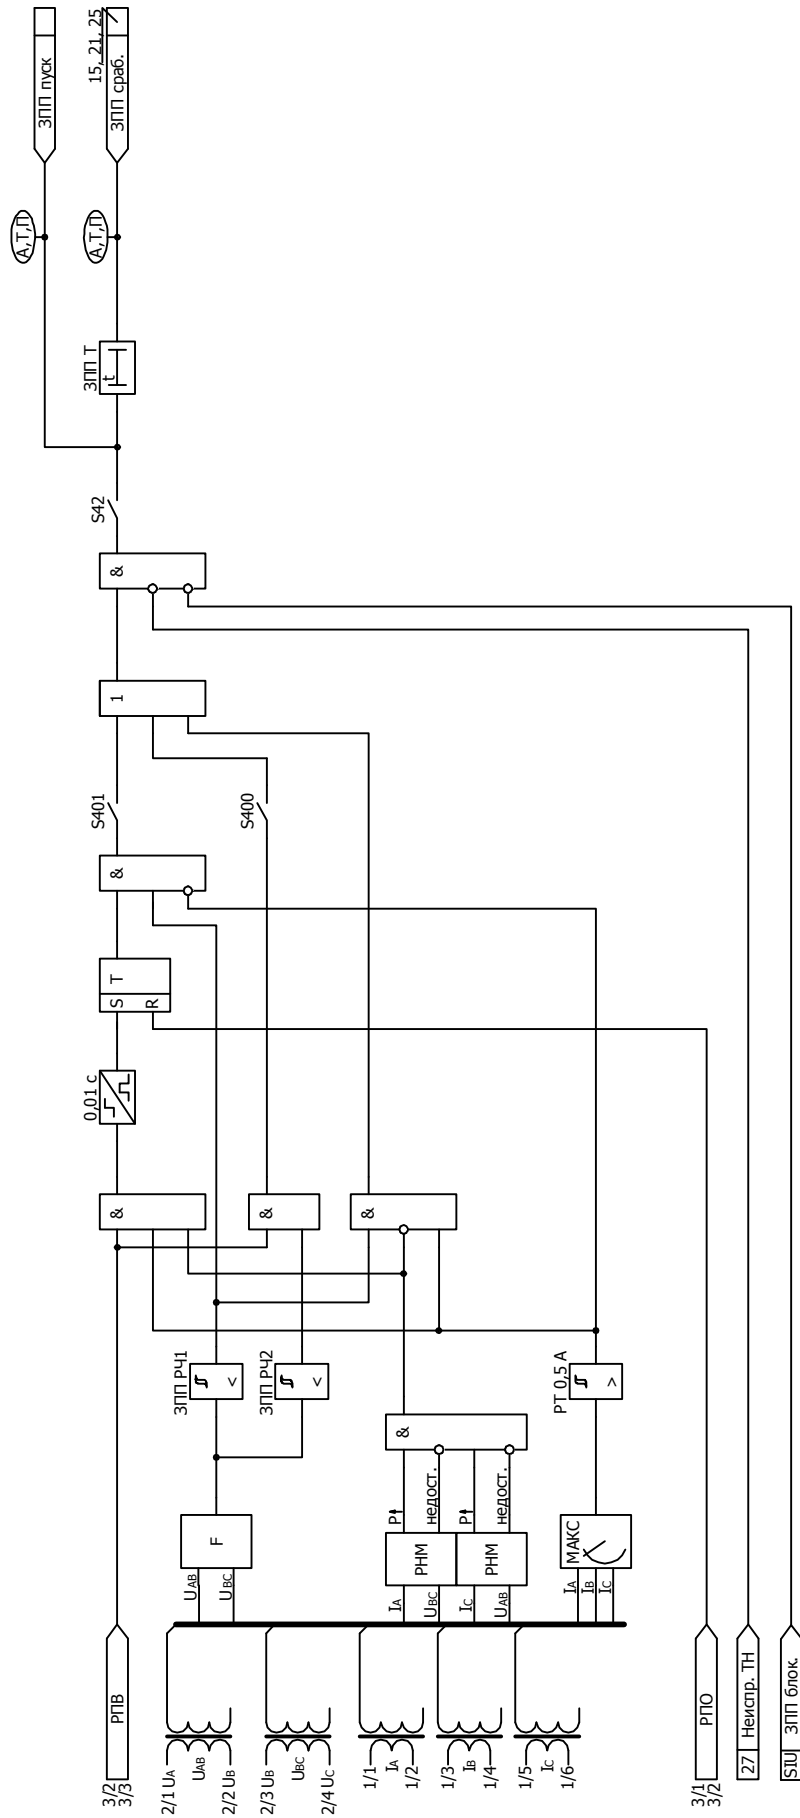 ЗПП пуск
15, 21, 25
ЗПП сраб.
А,Т,П
А,Т,П
ЗПП Т
t
S42
&
1
S401
S400
&
S T
R
0,01 с
&
&
&
ЗПП РЧ1
<
ЗПП РЧ2
<
РТ 0,5 А
>
&
P
недост.
P
недост.
F
РНМ
РНМ
МАКС
UAB
UBC
IA
UBC
IC
UAB
IA
IB
IC
3/2
3/3
РПВ
2/1 UA
UAB
2/2 UB
2/3 UB
UBC
2/4 UC
1/1
IA
1/2
1/3
IB
1/4
1/5
IC
1/6
3/1
3/2
РПО
27 Неиспр. ТН
SIU ЗПП блок.